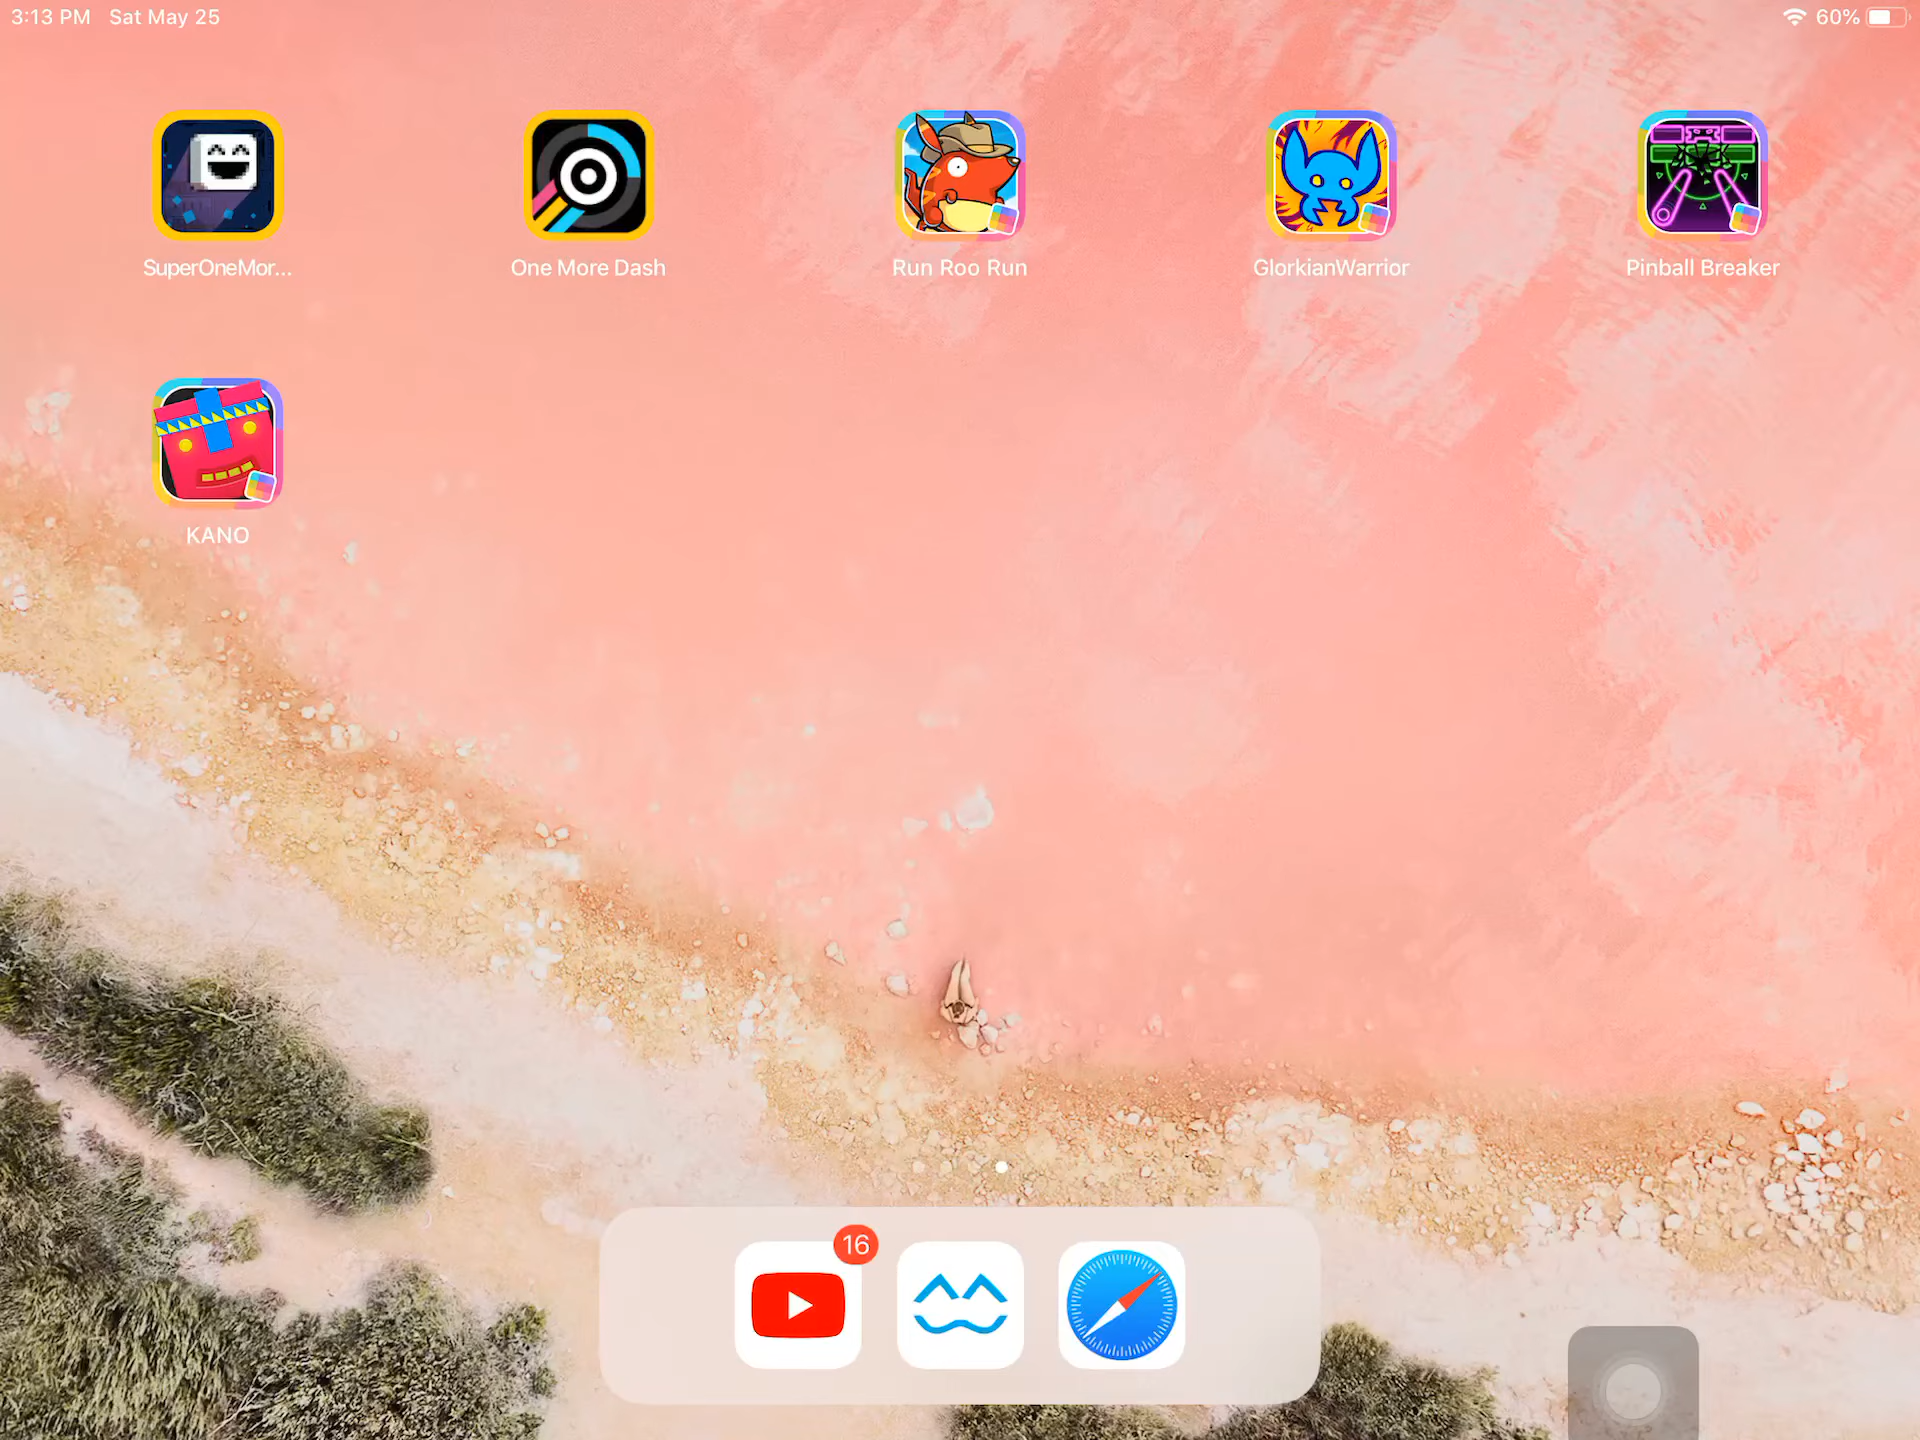 3:13 PM Sat May 25
60%
SuperOneMor...
One More Dash
Run Roo Run
GlorkianWarrior
Pinball Breaker
KANO
16